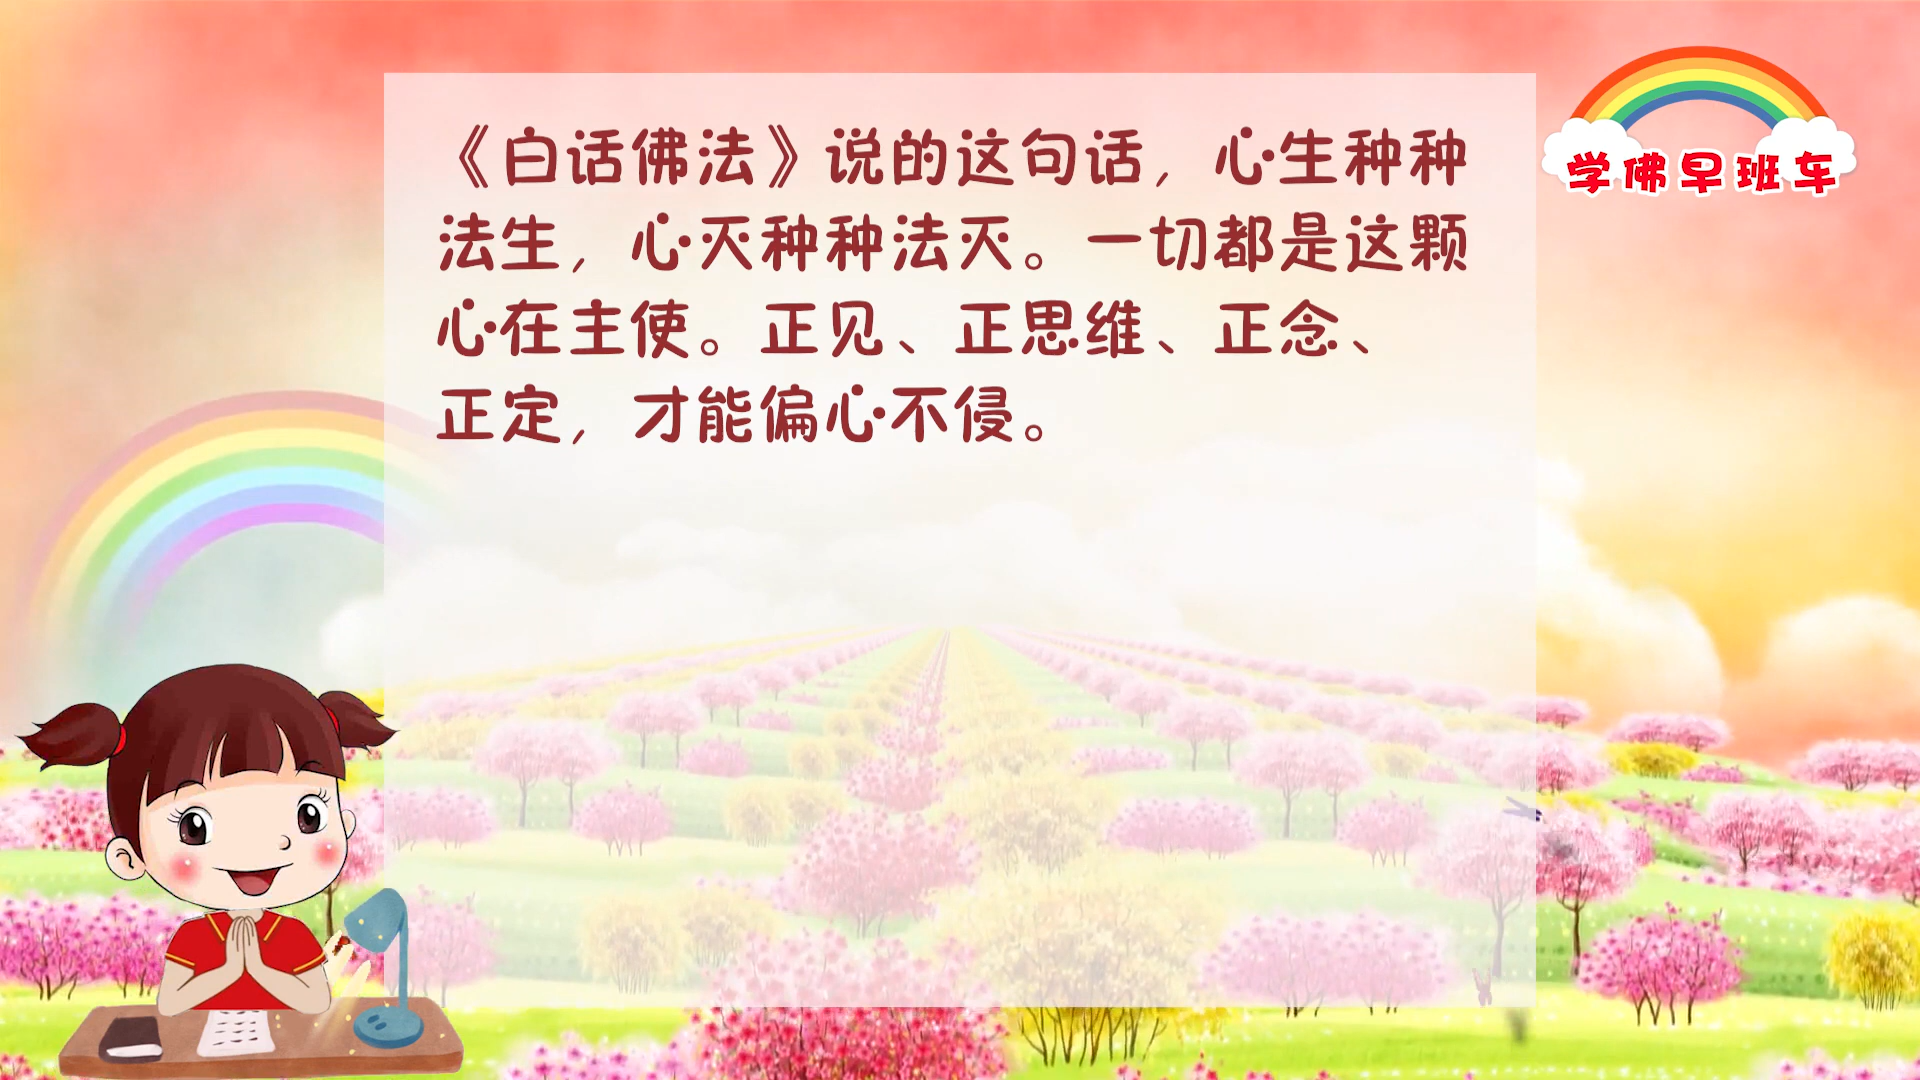 《白话佛法》说的这句话，心生种种
法生，心灭种种法灭。一切都是这颗
心在主使。正见、正思维、正念、
正定，才能偏心不侵。
学佛早班车